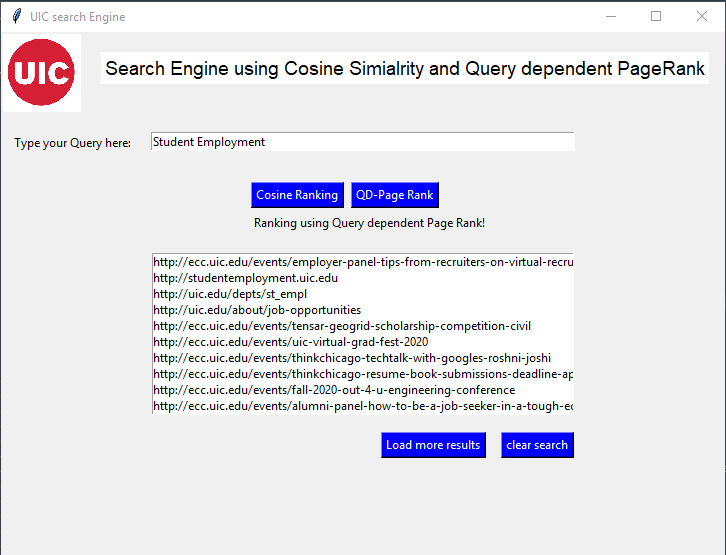 UIC search Engine
UIC
Search Engine using Cosine Simialrity and Query dependent PageRank
Type your Query here:
Student Employment
Cosine Ranking
QD-Page Rank
Ranking using Query dependent Page Rank!
http://ecc.uic.edu/events/employer-panel-tips-from-recruiters-on-virtual-recru
http://studentemployment.uic.edu
http://uic.edu/depts/st_empl
http://uic.edu/about/job-opportunities
http://ecc.uic.edu/events/tensar-geogrid-scholarship-competition-civil
http://ecc.uic.edu/events/uic-virtual-grad-fest-2020
http://ecc.uic.edu/events/thinkchicago-techtalk-with-googles-roshni-joshi
http://ecc.uic.edu/events/thinkchicago-resume-book-submissions-deadline-ap
http://ecc.uic.edu/events/fall-2020-out-4-u-engineering-conference
http://ecc.uic.edu/events/alumni-panel-how-to-be-a-job-seeker-in-a-tough-ec
Load more results
clear search